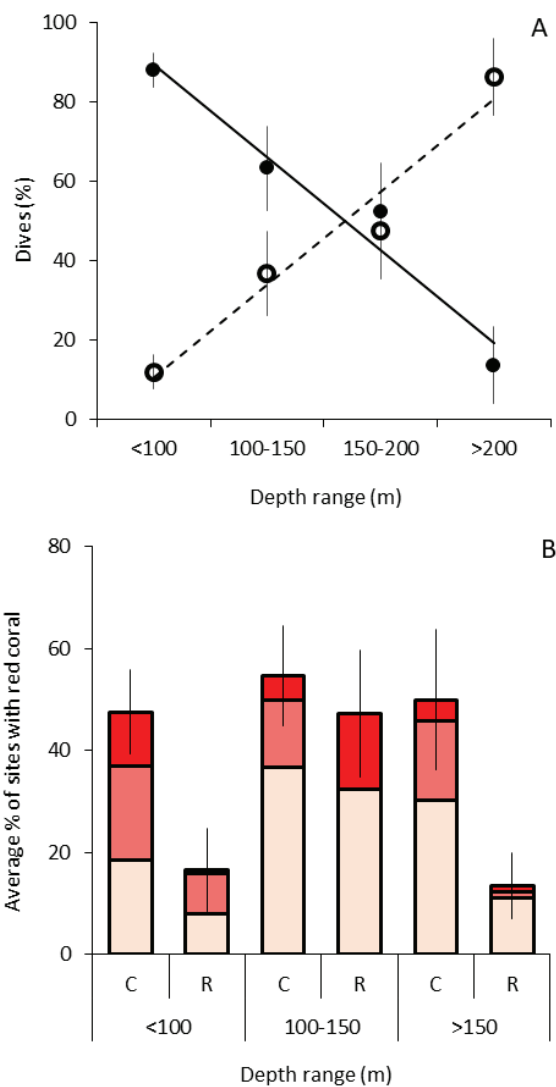 A
100
80
60
40
20
0
Dives (%)
<100 100-150 150-200 >200
Depth range (m)
B
80
60
40
20
0
Average % of sites with red coral
C R C R C R
<100 100-150 >150
Depth range (m)